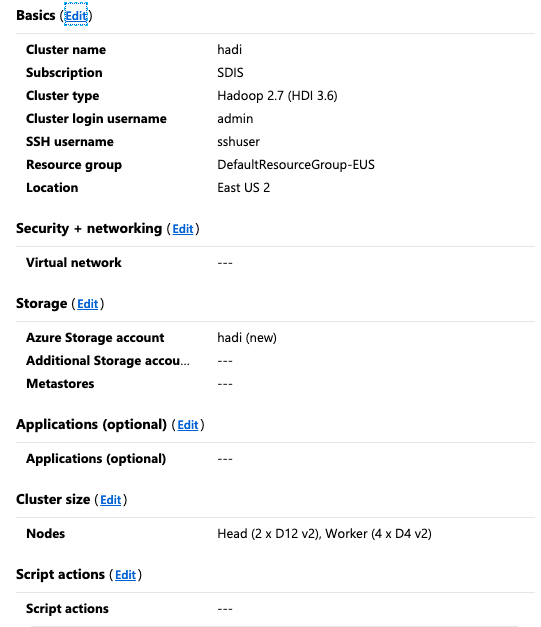 Basics (Edit)
Cluster name hadi
Subscription SDIS
Cluster type Hadoop 2.7 (HDI 3.6)
Cluster login username admin
SSH username sshuser
Resource group DefaultResourceGroup-EUS
Location East US 2
Security + networking (Edit)
Virtual network ---
Storage (Edit)
Azure Storage account hadi (new)
Additional Storage accou... ---
Metastores ---
Applications (optional) (Edit)
Applications (optional) ---
Cluster size (Edit)
Nodes Head (2 x D12 v2), Worker (4 x D4 v2)
Script actions (Edit)
Script actions ---